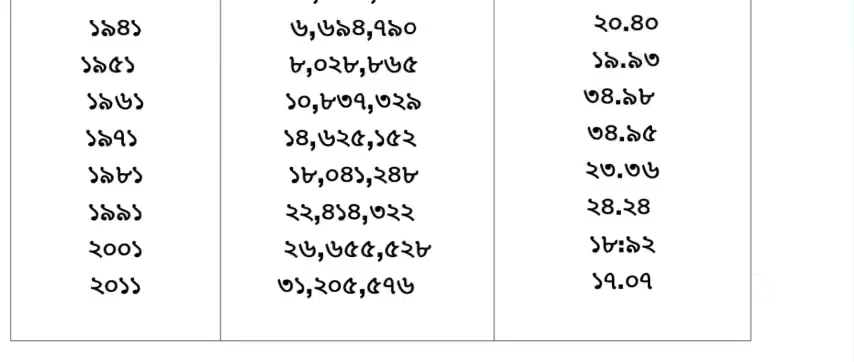 ১৯৪১ ৬,৬৯৪,৭৯০ ২০.৪০
১৯৫১ ৮,০২৮,৮৬৫ ১৯.৯৩
১৯৬১ ১০,৮৩৭,৩২৯ ৩৪.৯৮
১৯৭১ ১৪,৬২৫,১৫২ ৩৪.৯৫
১৯৮১ ১৮,০৪১,২৪৮ ২৩.৩৬
১৯৯১ ২২,৪১৪,৩২২ ২৪.২৪
২০০১ ২৬,৬৫৫,৫২৮ ১৮:৯২
২০১১ ৩১,২০৫,৫৭৬ ১৭.০৭